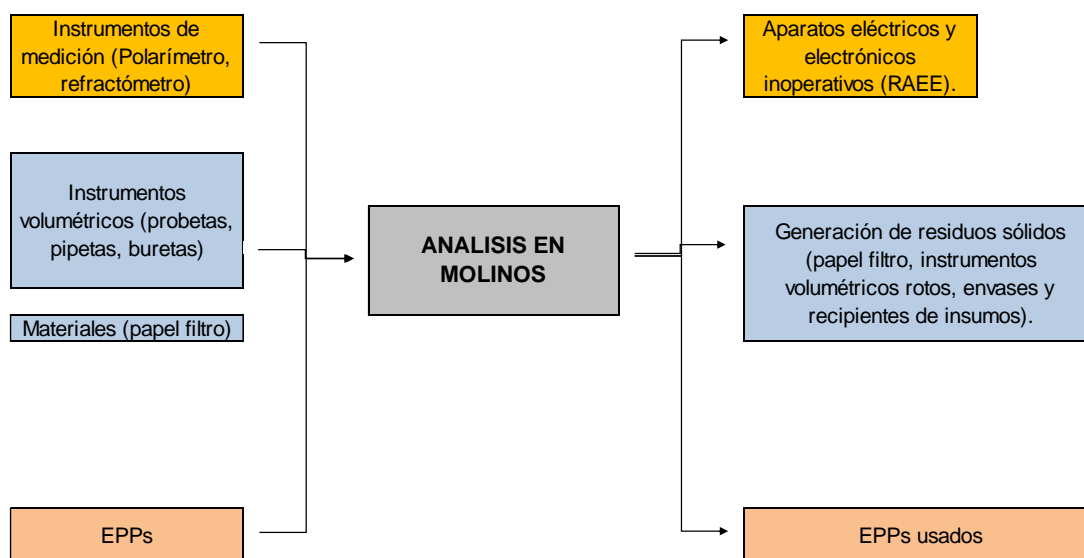 Instrumentos de
medición (Polarímetro,
refractómetro)
Instrumentos
volumétricos (probetas,
pipetas, buretas)
Materiales (papel filtro)
EPPs
ANALISIS EN
MOLINOS
Aparatos eléctricos y
electrónicos
inoperativos (RAEE).
Generación de residuos sólidos
(papel filtro, instrumentos
volumétricos rotos, envases y
recipientes de insumos).
EPPs usados